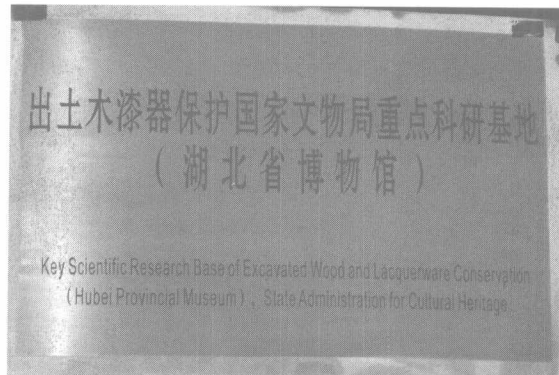 出土木漆器保护国家文物局重点科研基地
（湖北省博物馆）
Key Scientific Research Base of Excavated Wood and Lacquerware Conservation
（Hubei Provincial Museum）, State Administration for Cultural Heritage